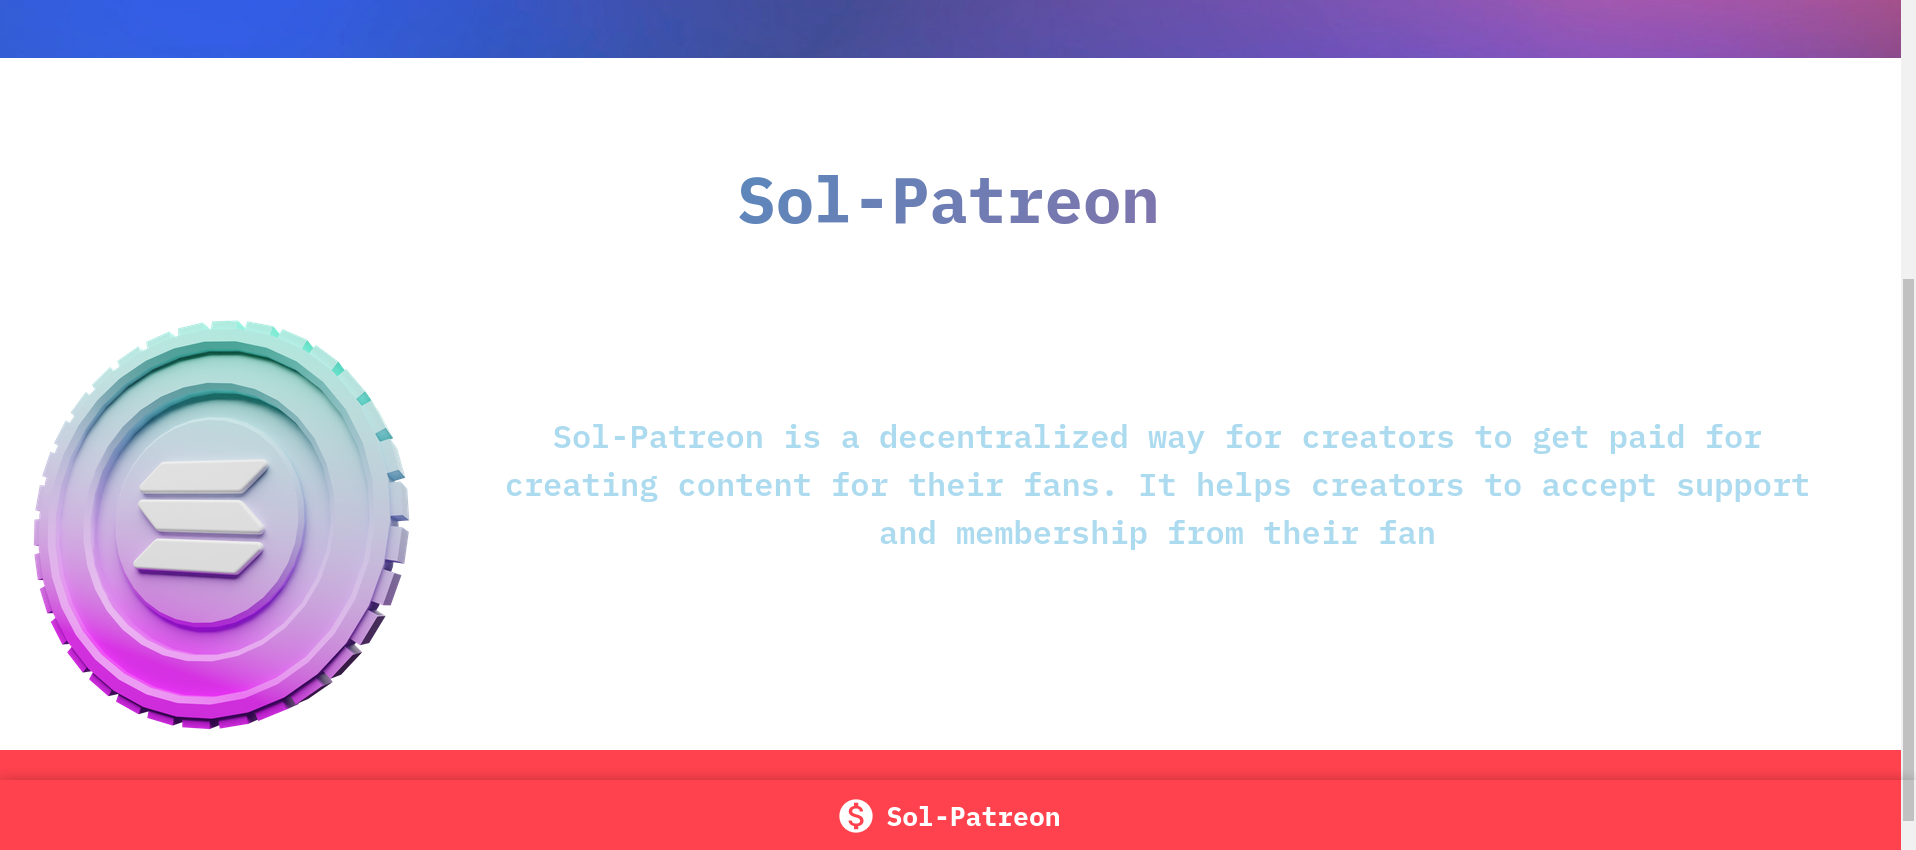 Sol-Patreon
Sol-Patreon is a decentralized way for creators to get paid for
creating content for their fans. It helps creators to accept support
and membership from their fan
Sol-Patreon